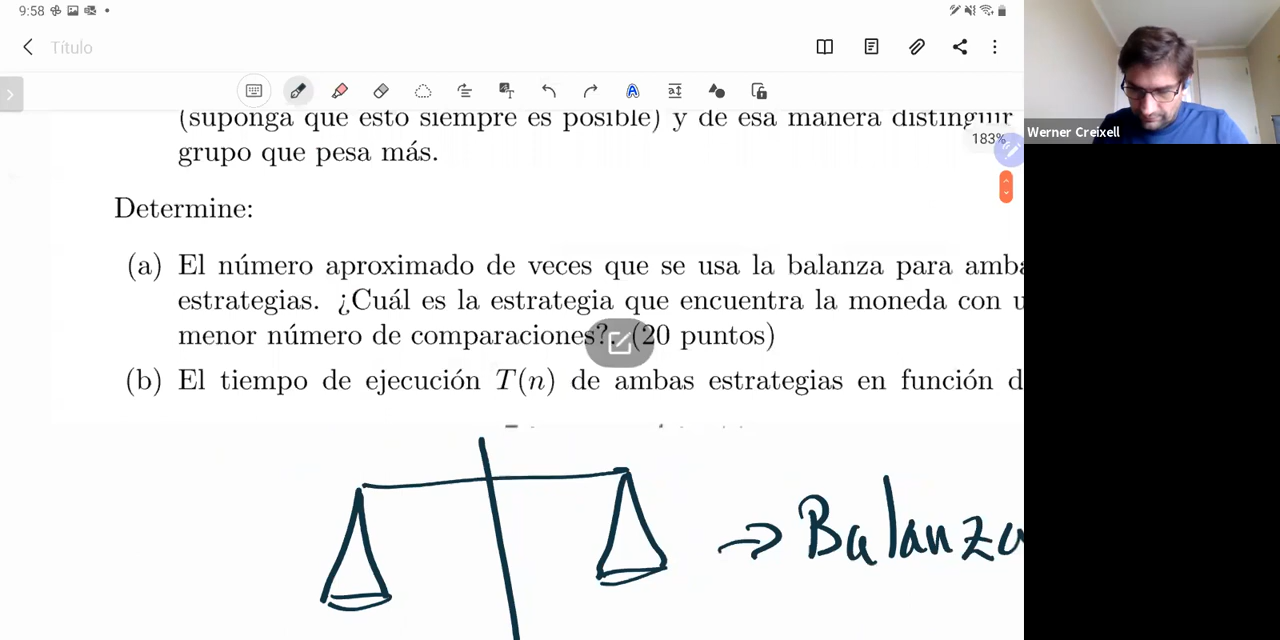 9:58
Título
(suponga que esto siempre es posible) y de esa manera distinguir
grupo que pesa más.
183%
Werner Creixell
Determine:
(a) El número aproximado de veces que se usa la balanza para amba
estrategias. ¿Cuál es la estrategia que encuentra la moneda con u
menor número de comparaciones?. (20 puntos)
(b) El tiempo de ejecución T(n) de ambas estrategias en función d
⇒ Balanza